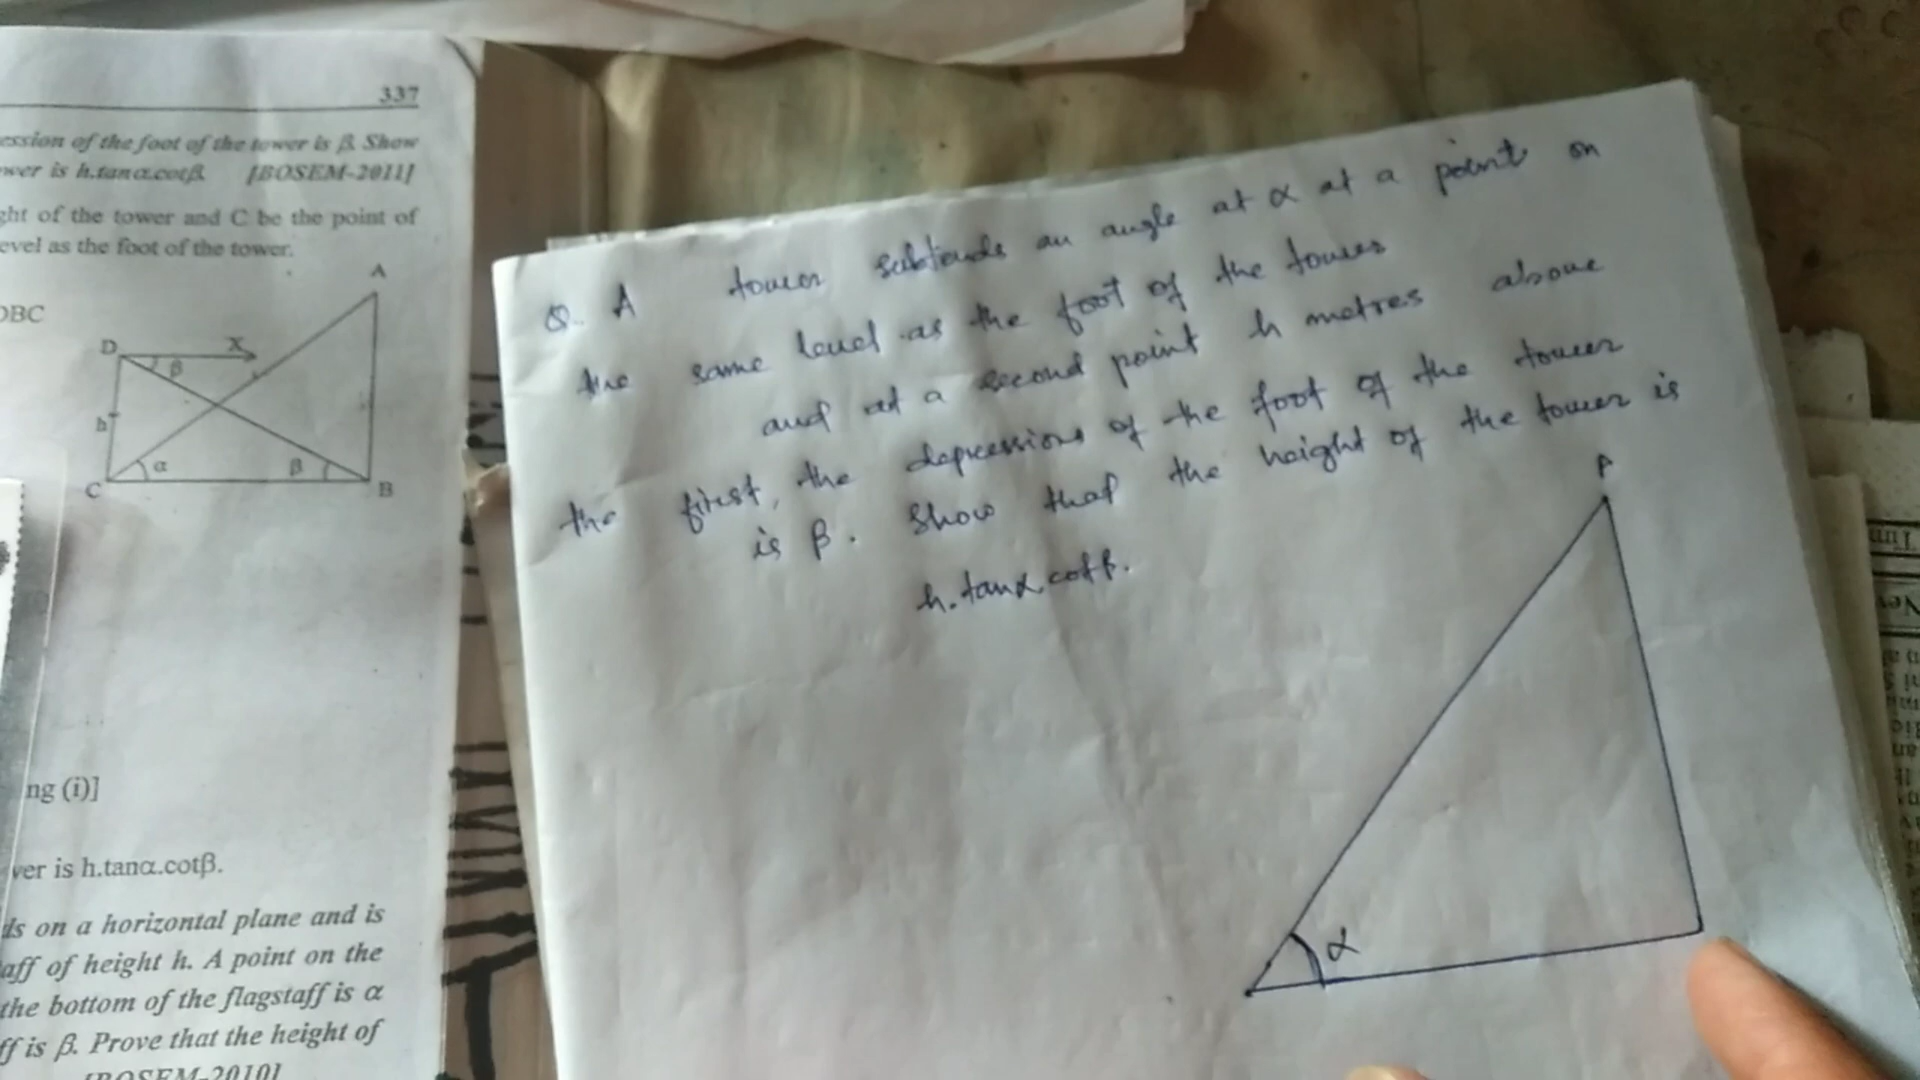 337
ession of the foot of the tower is β. Show
wer is h.tanα.cotβ. [BOSEM-2011]
ght of the tower and C be the point of
evel as the foot of the tower.
A
DBC
D X
β
h
α β
C B
ng (i)]
ver is h.tanα.cotβ.
ds on a horizontal plane and is
aff of height h. A point on the
the bottom of the flagstaff is α
ff is β. Prove that the height of
[BOSEM-2010]
Q. A tower subtends an angle at α at a point on
the same level as the foot of the tower
and at a second point h metres above
the first, the depressions of the foot of the tower
is β. Show that the height of the tower is
h.tanα.cotβ.
A
α